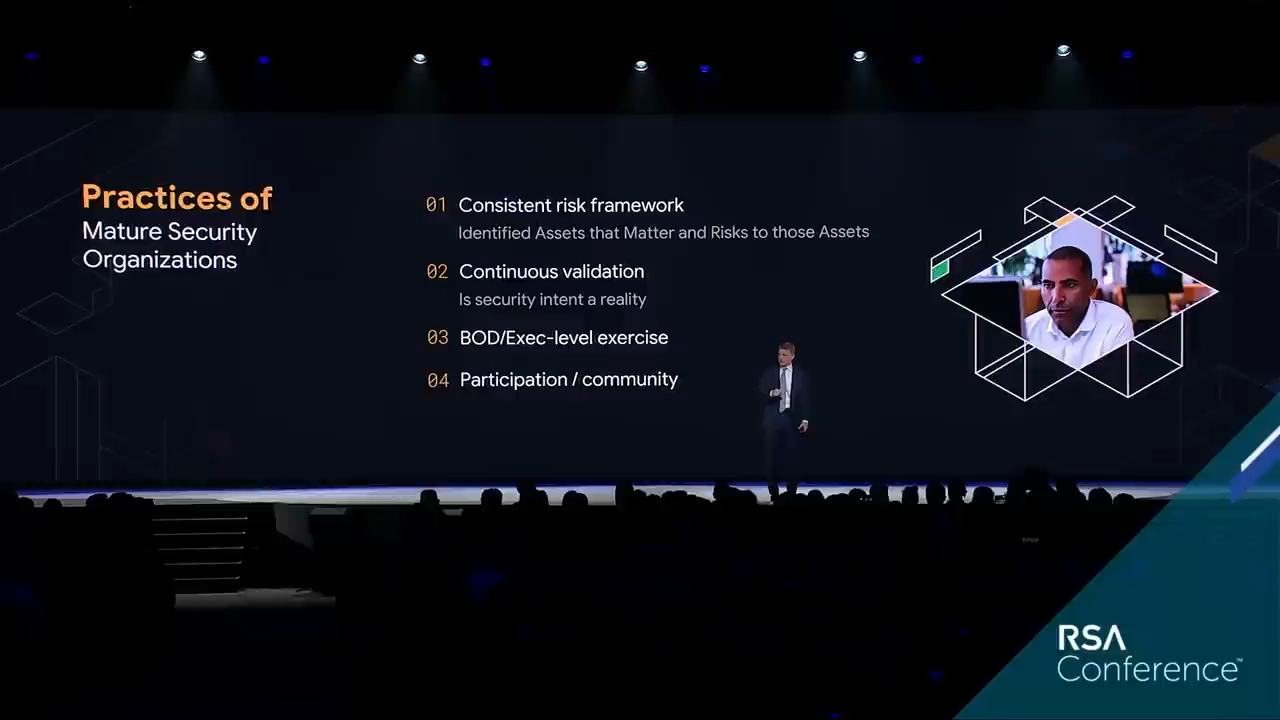 Practices of
Mature Security
Organizations
01 Consistent risk framework
Identified Assets that Matter and Risks to those Assets
02 Continuous validation
Is security intent a reality
03 BOD/Exec-level exercise
04 Participation / community
RSA
Conference™